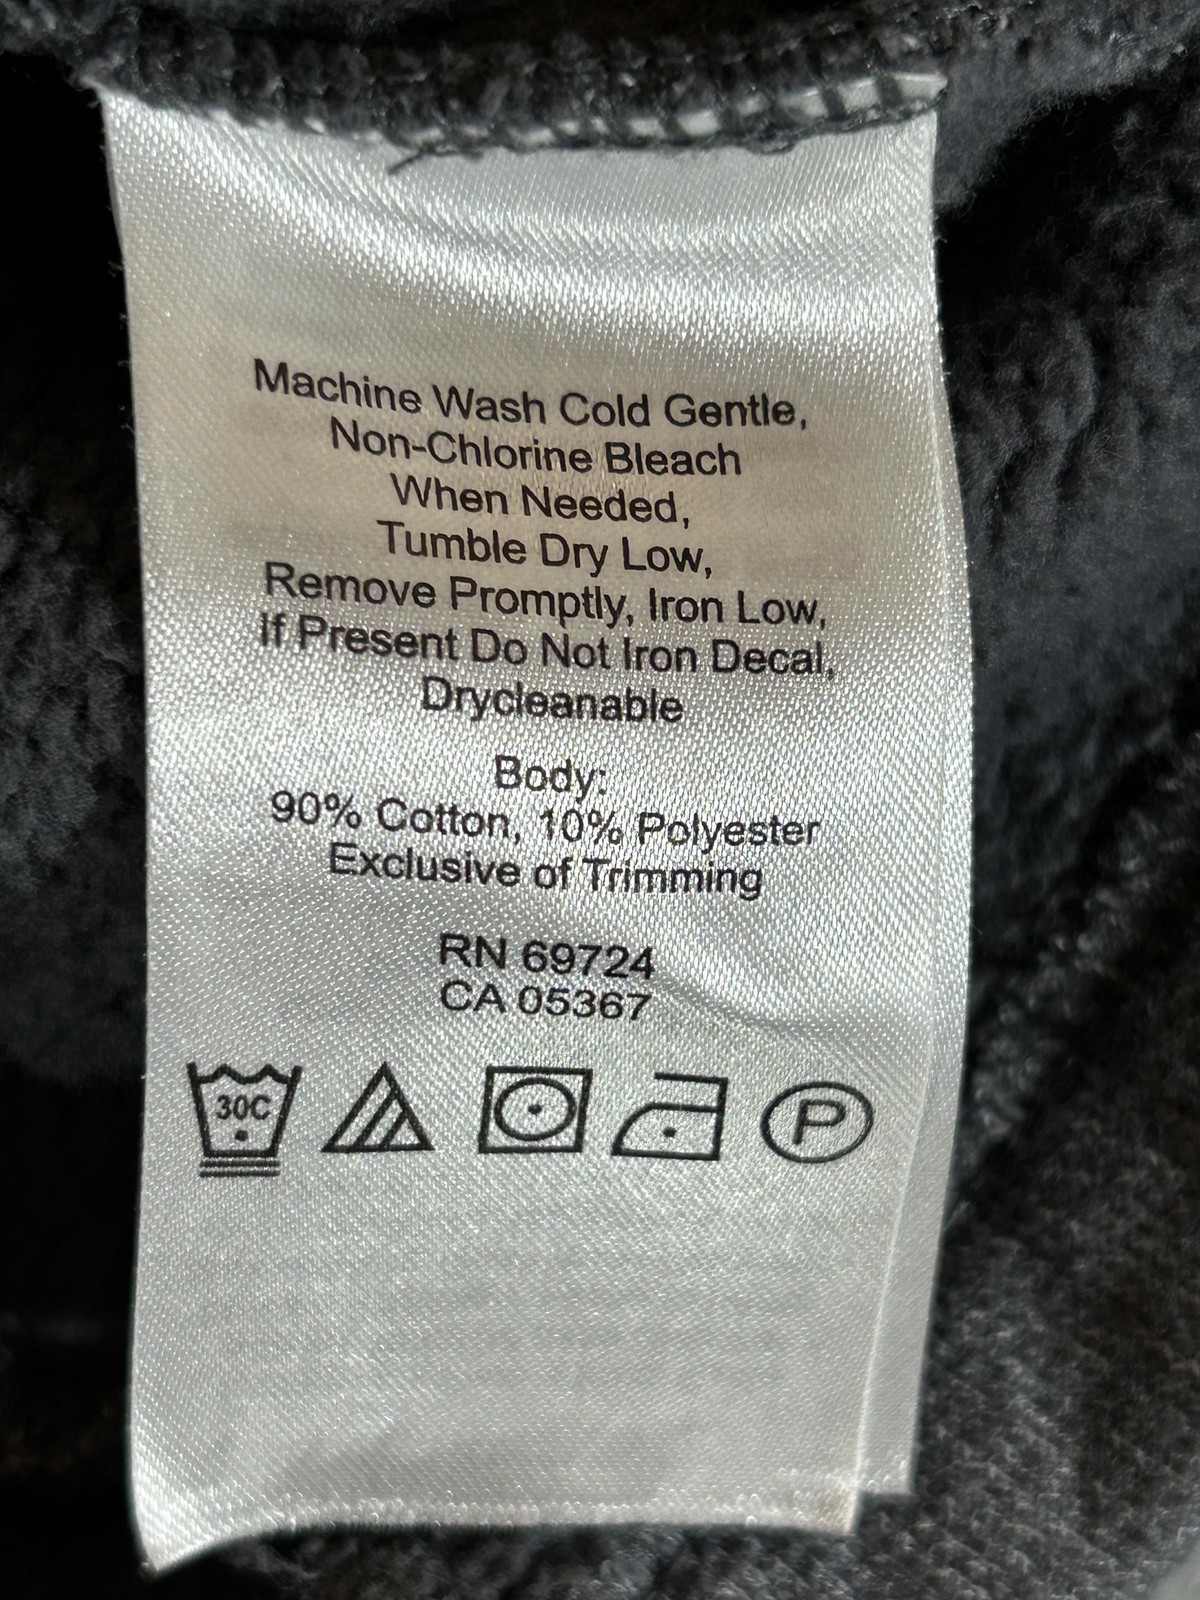 Machine Wash Cold Gentle,
Non-Chlorine Bleach
When Needed,
Tumble Dry Low,
Remove Promptly, Iron Low,
If Present Do Not Iron Decal,
Drycleanable
Body:
90% Cotton, 10% Polyester
Exclusive of Trimming
RN 69724
CA 05367
30C P